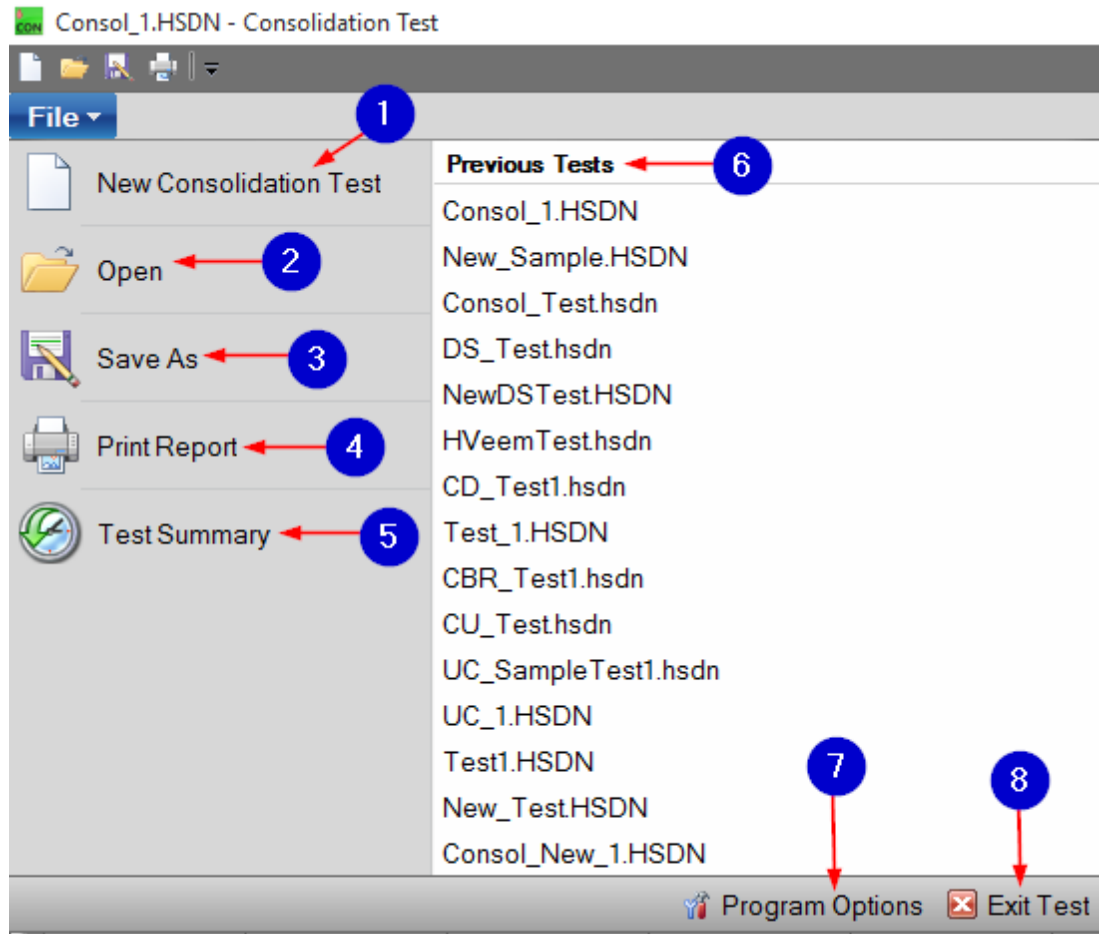 CON Consol_1.HSDN - Consolidation Test
File
1
New Consolidation Test
Open 2
Save As 3
Print Report 4
Test Summary 5
Previous Tests 6
Consol_1.HSDN
New_Sample.HSDN
Consol_Test.hsdn
DS_Test.hsdn
NewDSTest.HSDN
HVeemTest.hsdn
CD_Test1.hsdn
Test_1.HSDN
CBR_Test1.hsdn
CU_Test.hsdn
UC_SampleTest1.hsdn
UC_1.HSDN
Test1.HSDN
New_Test.HSDN
Consol_New_1.HSDN
7
8
Program Options
Exit Test